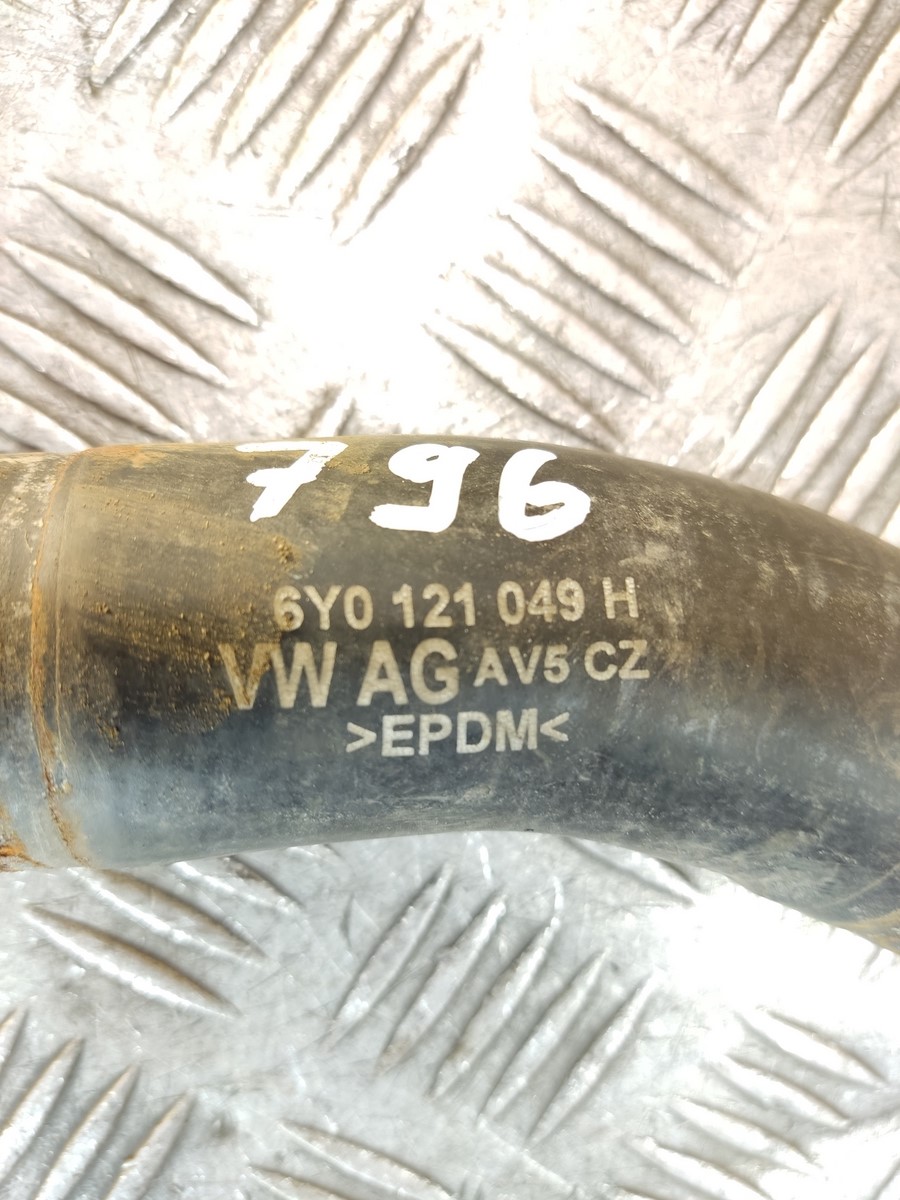 796
6Y0 121 049 H
VW AG AV5 CZ
>EPDM<